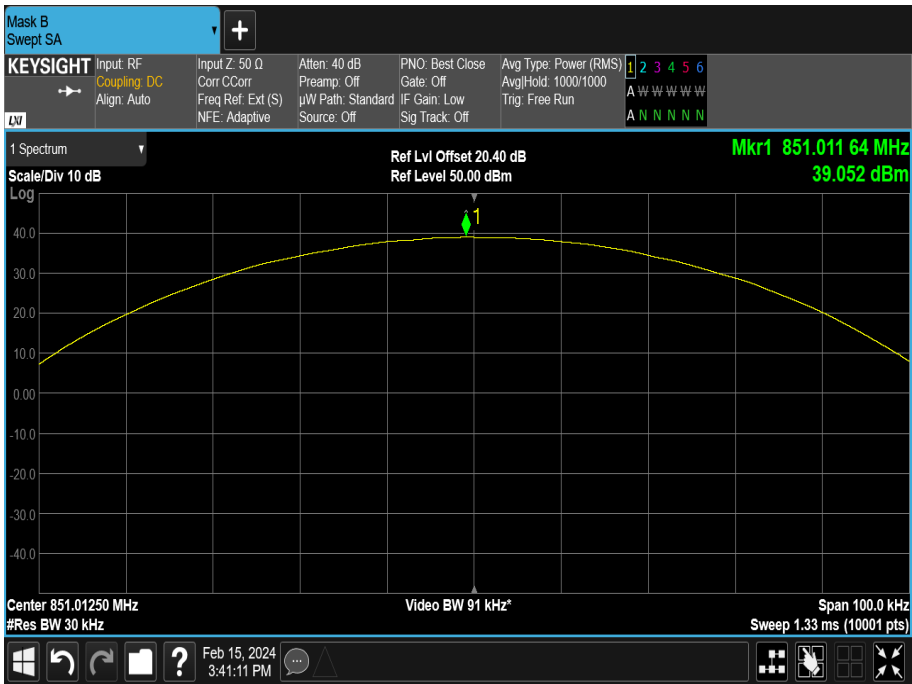 Mask B
Swept SA
+
KEYSIGHT
LXI
Input: RF
Coupling: DC
Align: Auto
Input Z: 50 Ω
Corr CCorr
Freq Ref: Ext (S)
NFE: Adaptive
Atten: 40 dB
Preamp: Off
µW Path: Standard
Source: Off
PNO: Best Close
Gate: Off
IF Gain: Low
Sig Track: Off
Avg Type: Power (RMS)
Avg|Hold: 1000/1000
Trig: Free Run
1 2 3 4 5 6
A W W W W W
A N N N N N
1 Spectrum
Scale/Div 10 dB
Log
Ref Lvl Offset 20.40 dB
Ref Level 50.00 dBm
Mkr1 851.011 64 MHz
39.052 dBm
1
40.0
30.0
20.0
10.0
0.00
-10.0
-20.0
-30.0
-40.0
Center 851.01250 MHz
#Res BW 30 kHz
Video BW 91 kHz*
Span 100.0 kHz
Sweep 1.33 ms (10001 pts)
?
Feb 15, 2024
3:41:11 PM